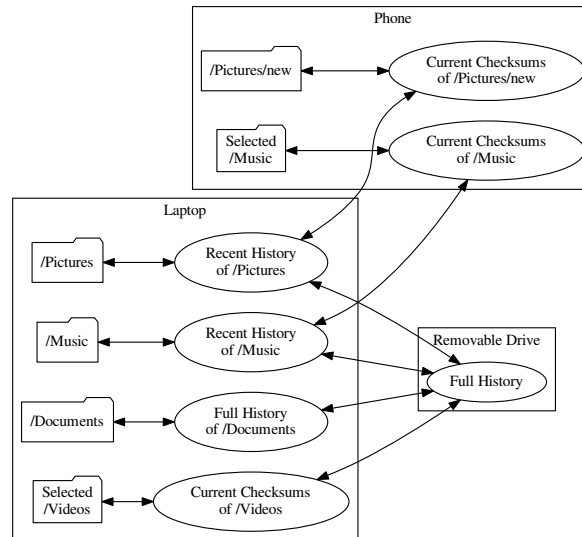 Phone
/Pictures/new
Current Checksums
of /Pictures/new
Selected
/Music
Current Checksums
of /Music
Laptop
/Pictures
Recent History
of /Pictures
/Music
Recent History
of /Music
/Documents
Full History
of /Documents
Selected
/Videos
Current Checksums
of /Videos
Removable Drive
Full History